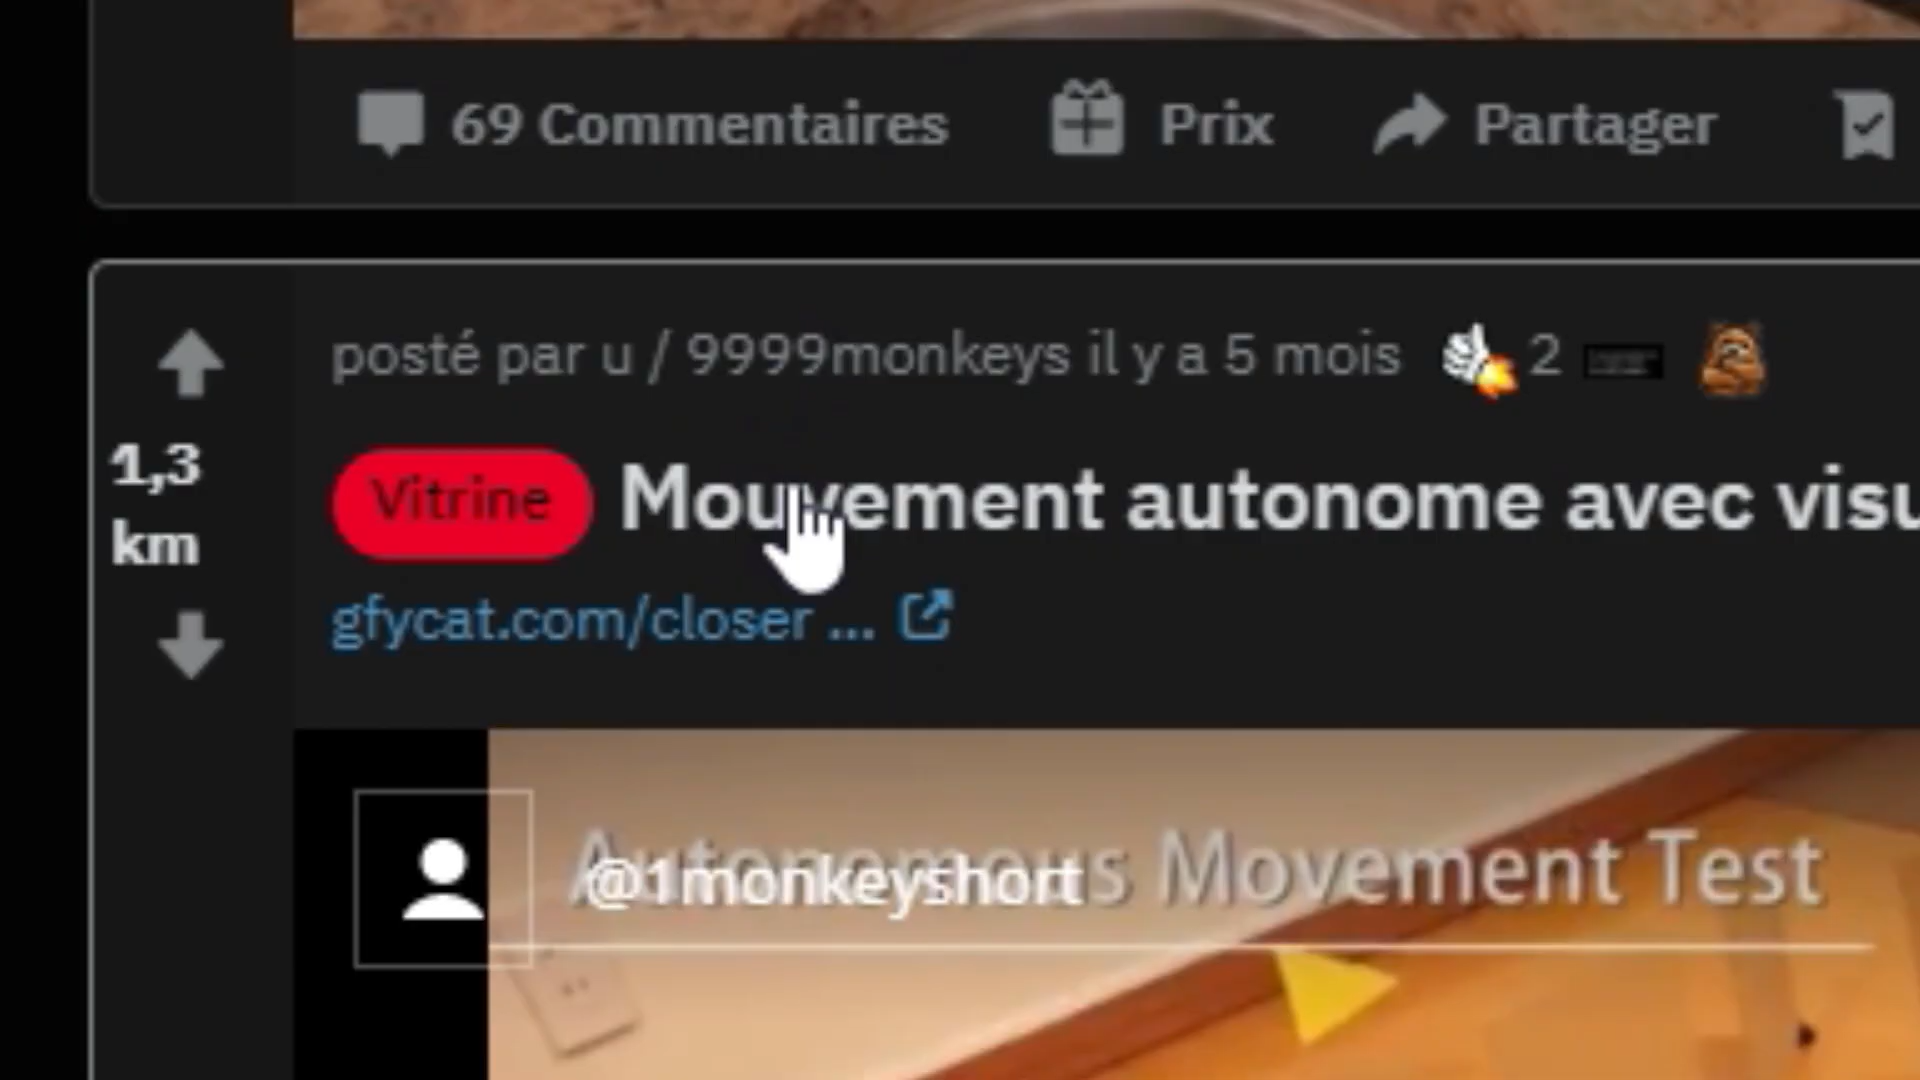 69 Commentaires Prix Partager
posté par u / 9999monkeys il y a 5 mois 2
1,3
km
Vitrine Mouvement autonome avec visu
gfycat.com/closer ...
Autonomous Movement Test
@1monkeyshort